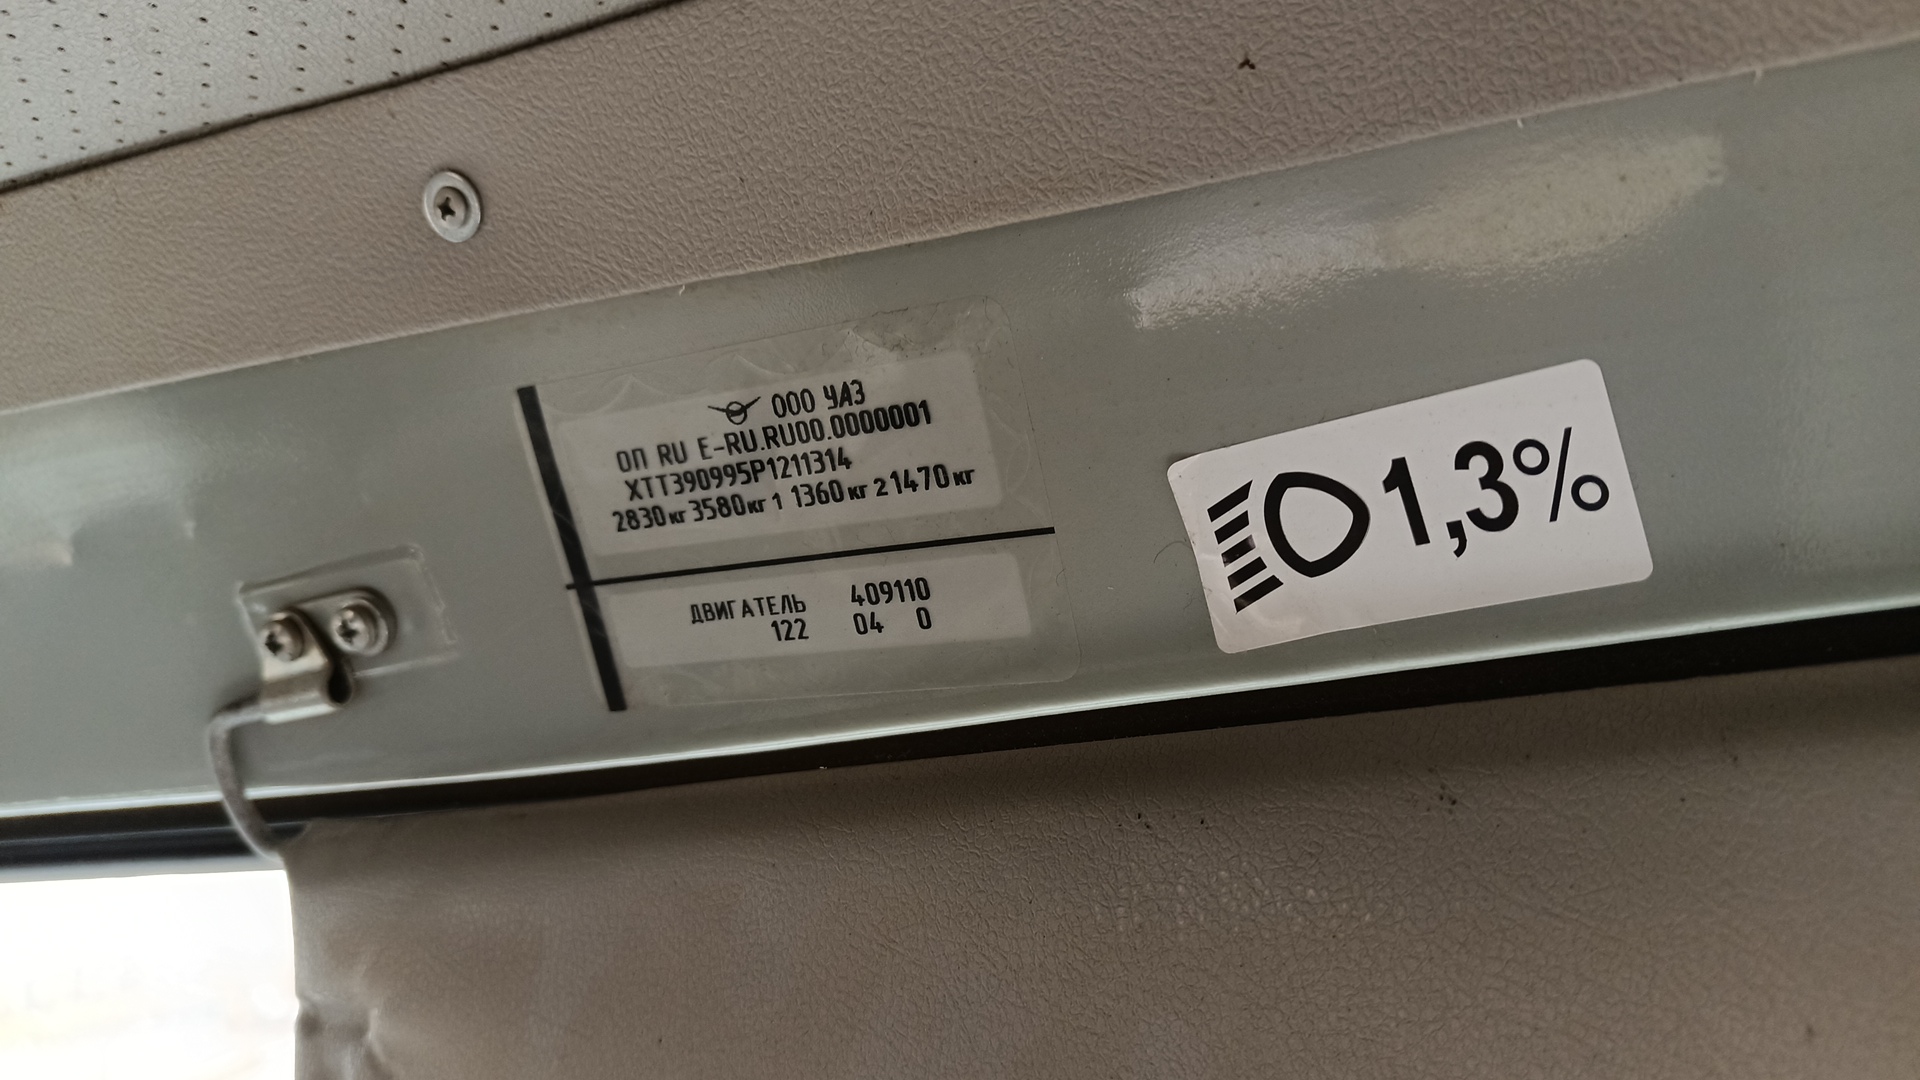 ООО УАЗ
ОП RU E-RU.RU00.0000001
XTT390995P1211314
2830кг 3580кг 1 1360кг 2 1470кг
ДВИГАТЕЛЬ 409110
122 04 0
1,3%